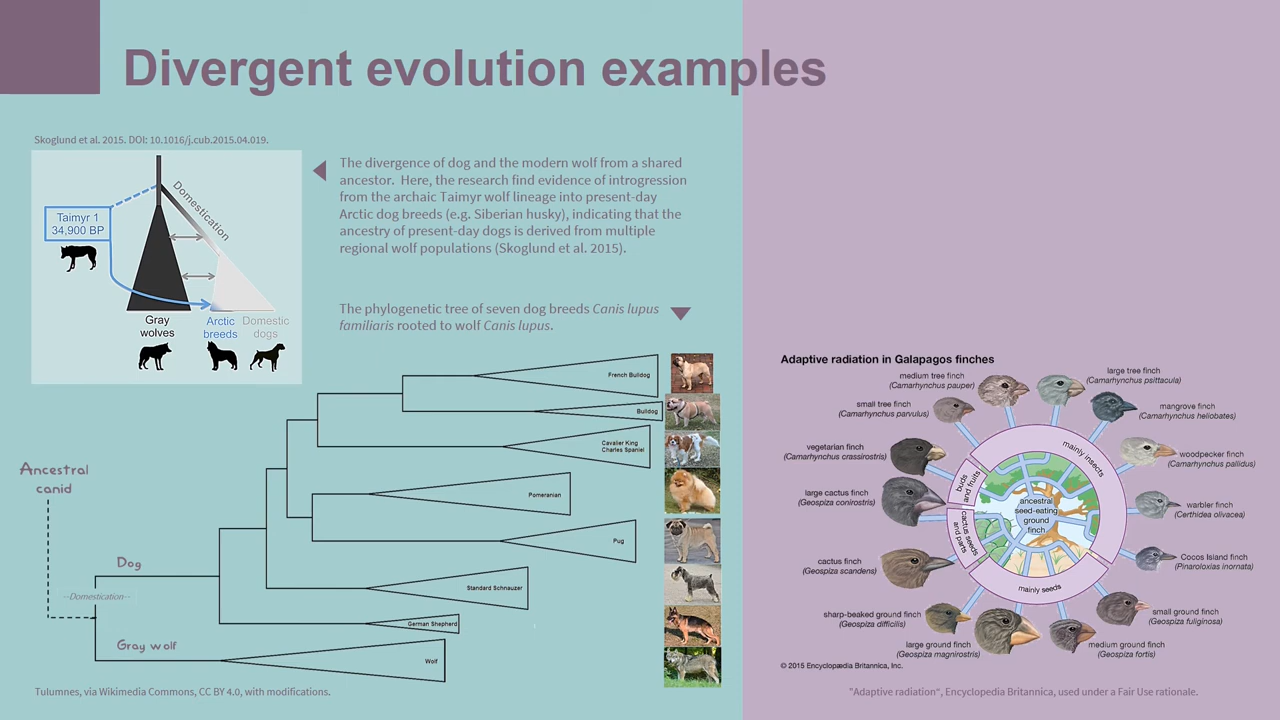 Divergent evolution examples
Skoglund et al. 2015. DOI: 10.1016/j.cub.2015.04.019.
Domestication
Taimyr 1
34,900 BP
Gray
wolves
Arctic
breeds
Domestic
dogs
The divergence of dog and the modern wolf from a shared
ancestor.  Here, the research find evidence of introgression
from the archaic Taimyr wolf lineage into present-day
Arctic dog breeds (e.g. Siberian husky), indicating that the
ancestry of present-day dogs is derived from multiple
regional wolf populations (Skoglund et al. 2015).
The phylogenetic tree of seven dog breeds Canis lupus
familiaris rooted to wolf Canis lupus.
Ancestral
canid
Dog
--Domestication--
Gray wolf
French Bulldog
Bulldog
Cavalier King
Charles Spaniel
Pomeranian
Pug
Standard Schnauzer
German Shepherd
Wolf
Tulumnes, via Wikimedia Commons, CC BY 4.0, with modifications.
Adaptive radiation in Galapagos finches
medium tree finch
(Camarhynchus pauper)
large tree finch
(Camarhynchus psittacula)
small tree finch
(Camarhynchus parvulus)
mangrove finch
(Camarhynchus heliobates)
vegetarian finch
(Camarhynchus crassirostris)
woodpecker finch
(Camarhynchus pallidus)
large cactus finch
(Geospiza conirostris)
warbler finch
(Certhidea olivacea)
cactus finch
(Geospiza scandens)
Cocos Island finch
(Pinaroloxias inornata)
sharp-beaked ground finch
(Geospiza difficilis)
small ground finch
(Geospiza fuliginosa)
large ground finch
(Geospiza magnirostris)
medium ground finch
(Geospiza fortis)
mainly insects
buds
and fruits
cactus seeds
and parts
mainly seeds
ancestral
seed-eating
ground
finch
© 2015 Encyclopædia Britannica, Inc.
"Adaptive radiation", Encyclopedia Britannica, used under a Fair Use rationale.